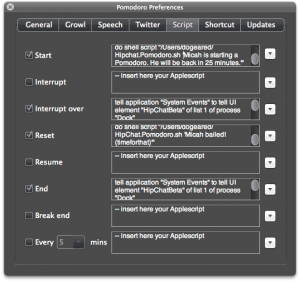 Pomodoro Preferences
General Growl Speech Twitter Script Shortcut Updates
Start
do shell script "/Users/dogeared/
Hipchat.Pomodoro.sh 'Micah is starting a
Pomodoro. He will be back in 25 minutes.'"
Interrupt
-- insert here your Applescript
Interrupt over
tell application "System Events" to tell UI
element "HipChatBeta" of list 1 of process
"Dock"
Reset
do shell script "/Users/dogeared/
Hipchat.Pomodoro.sh 'Micah bailed!
(timeforthat)'"
Resume
-- insert here your Applescript
End
tell application "System Events" to tell UI
element "HipChatBeta" of list 1 of process
"Dock"
Break end
-- insert here your Applescript
Every 5 mins
-- insert here your Applescript